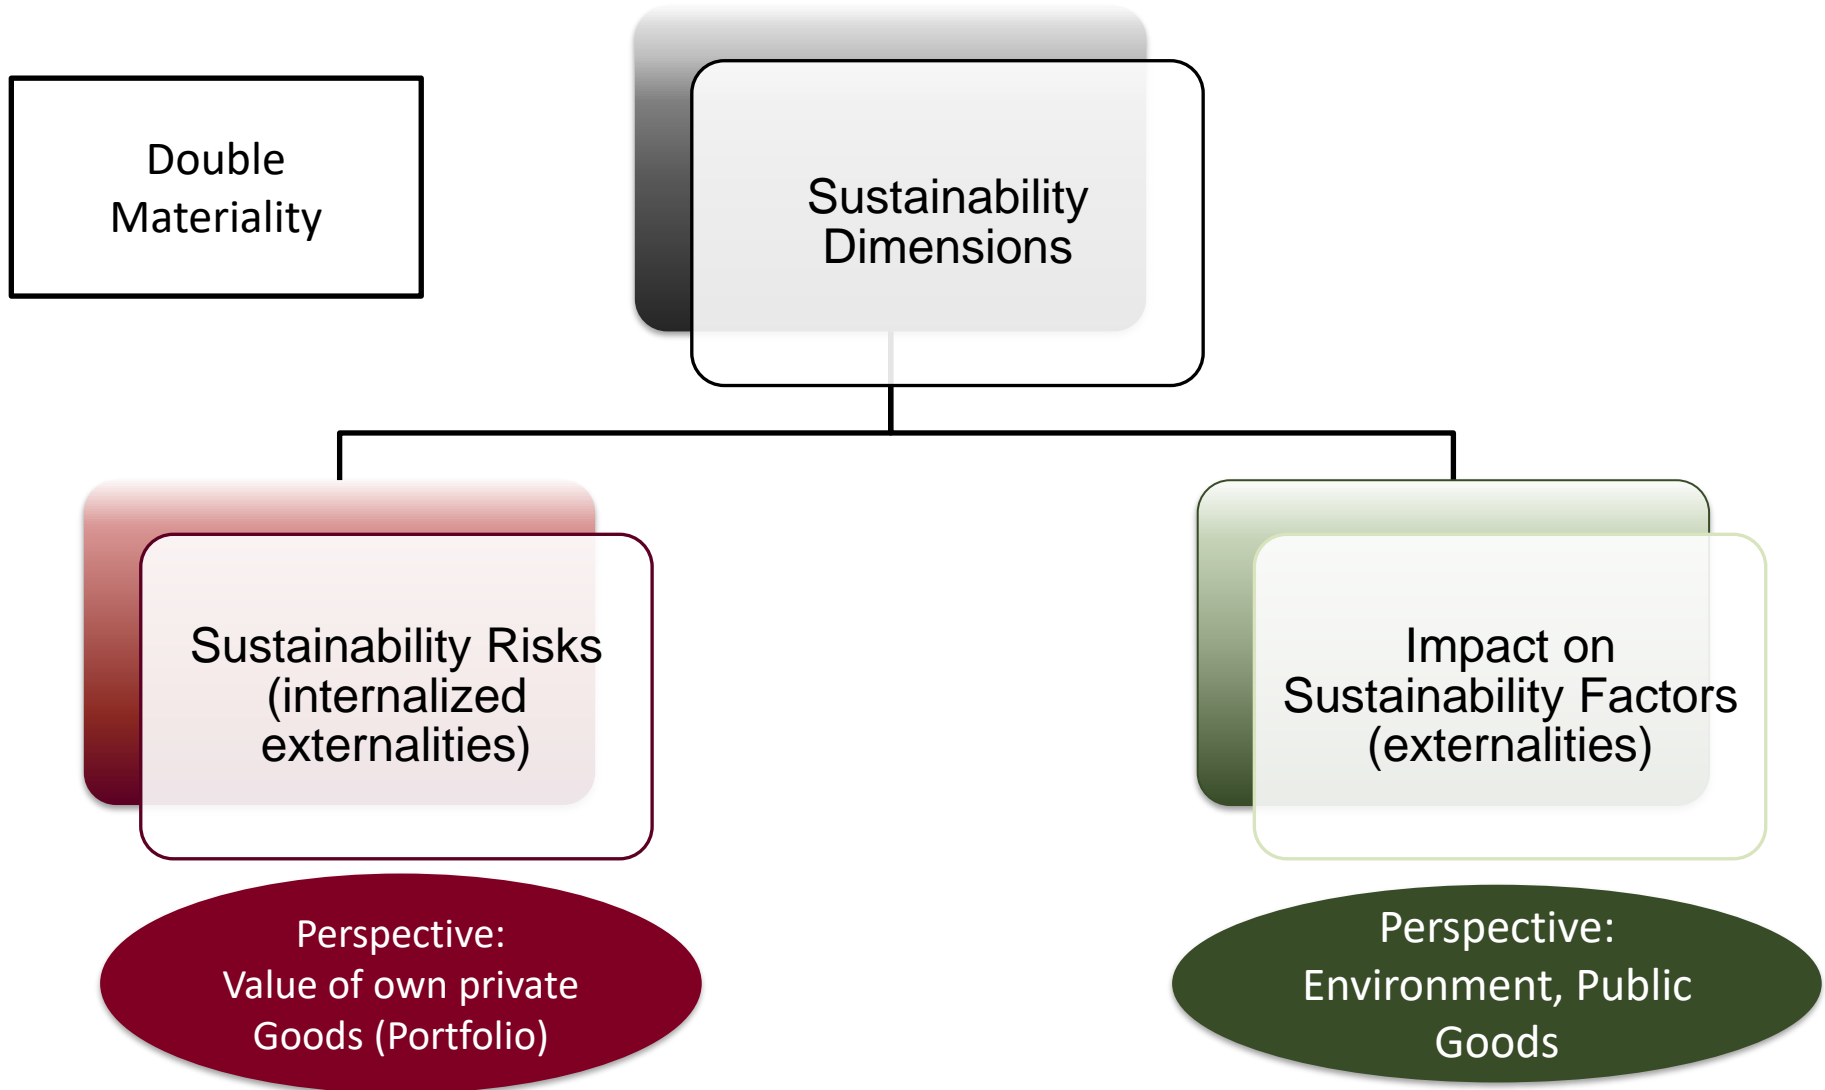 Double
Materiality
Sustainability
Dimensions
Sustainability Risks
(internalized
externalities)
Impact on
Sustainability Factors
(externalities)
Perspective:
Value of own private
Goods (Portfolio)
Perspective:
Environment, Public
Goods